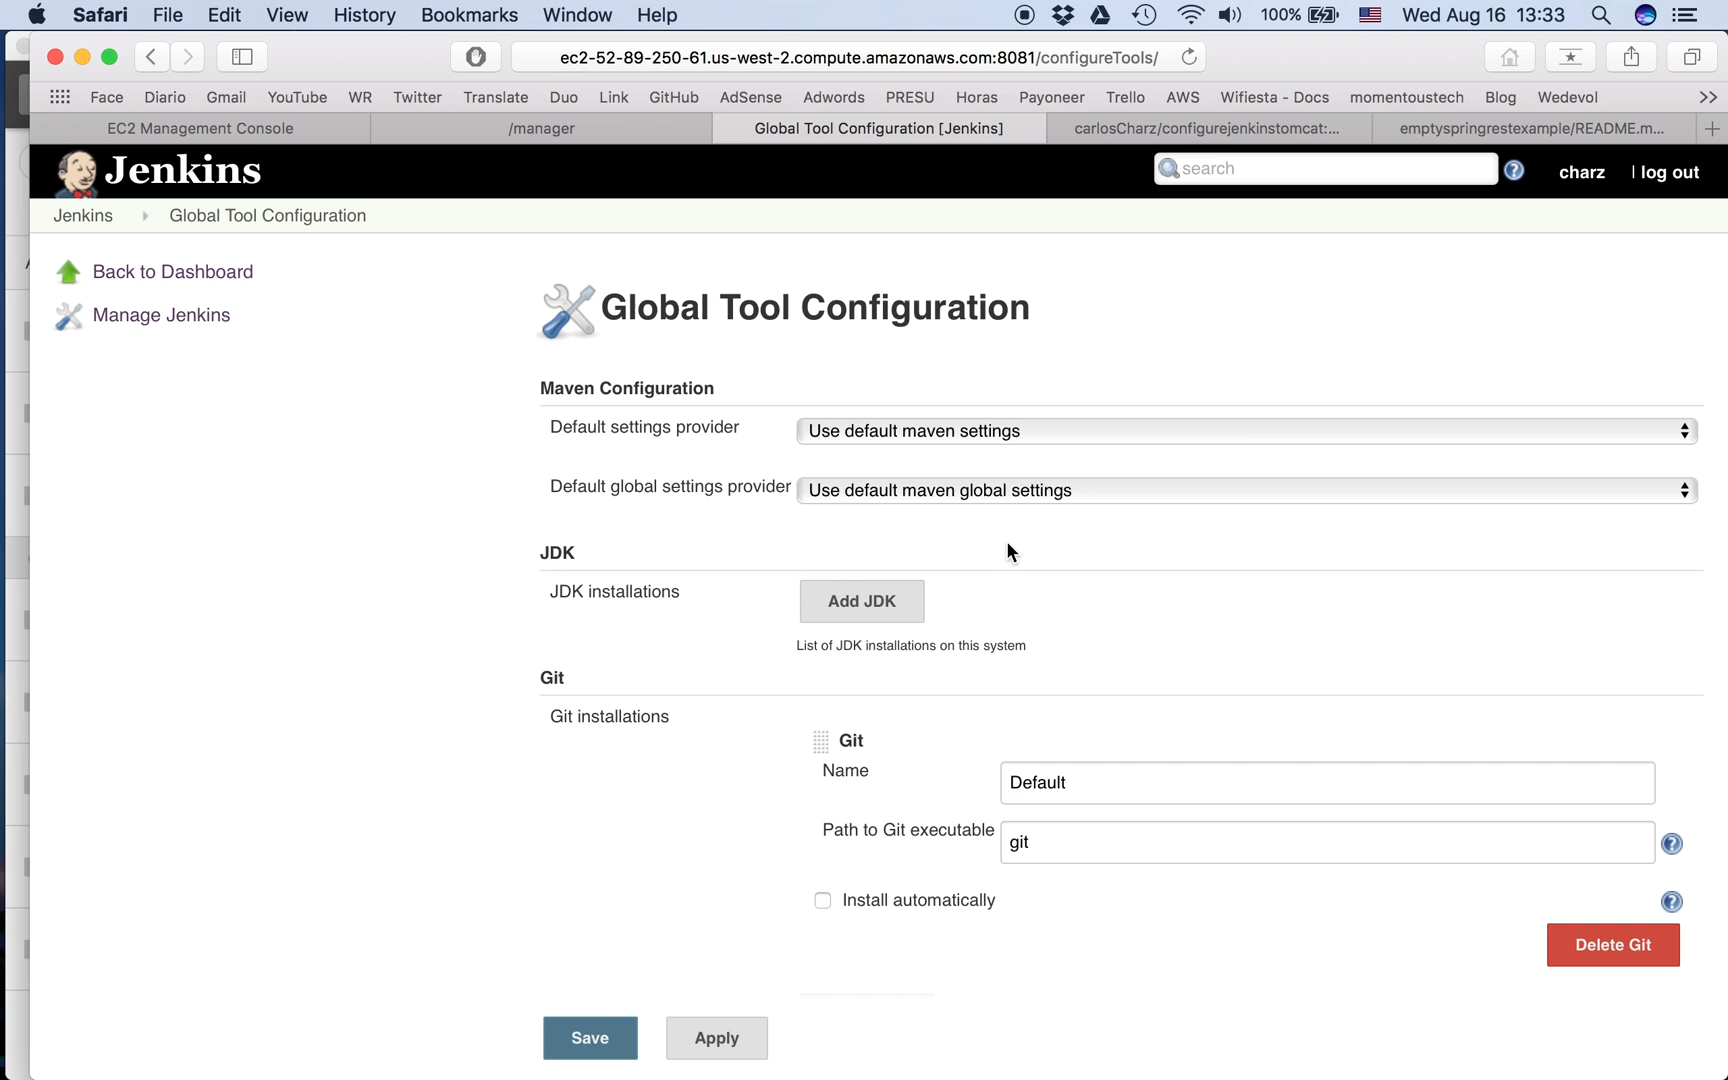 Safari File Edit View History Bookmarks Window Help 100% Wed Aug 16 13:33
ec2-52-89-250-61.us-west-2.compute.amazonaws.com:8081/configureTools/
Face Diario Gmail YouTube WR Twitter Translate Duo Link GitHub AdSense Adwords PRESU Horas Payoneer Trello AWS Wifiesta - Docs momentoustech Blog Wedevol >>
EC2 Management Console /manager Global Tool Configuration [Jenkins] carlosCharz/configurejenkinstomcat:... emptyspringrestexample/README.m... +
Jenkins search ? charz | log out
Jenkins Global Tool Configuration
Back to Dashboard
Manage Jenkins
Global Tool Configuration
Maven Configuration
Default settings provider Use default maven settings
Default global settings provider Use default maven global settings
JDK
JDK installations Add JDK
List of JDK installations on this system
Git
Git installations
Git
Name Default
Path to Git executable git ?
Install automatically ?
Delete Git
Save Apply